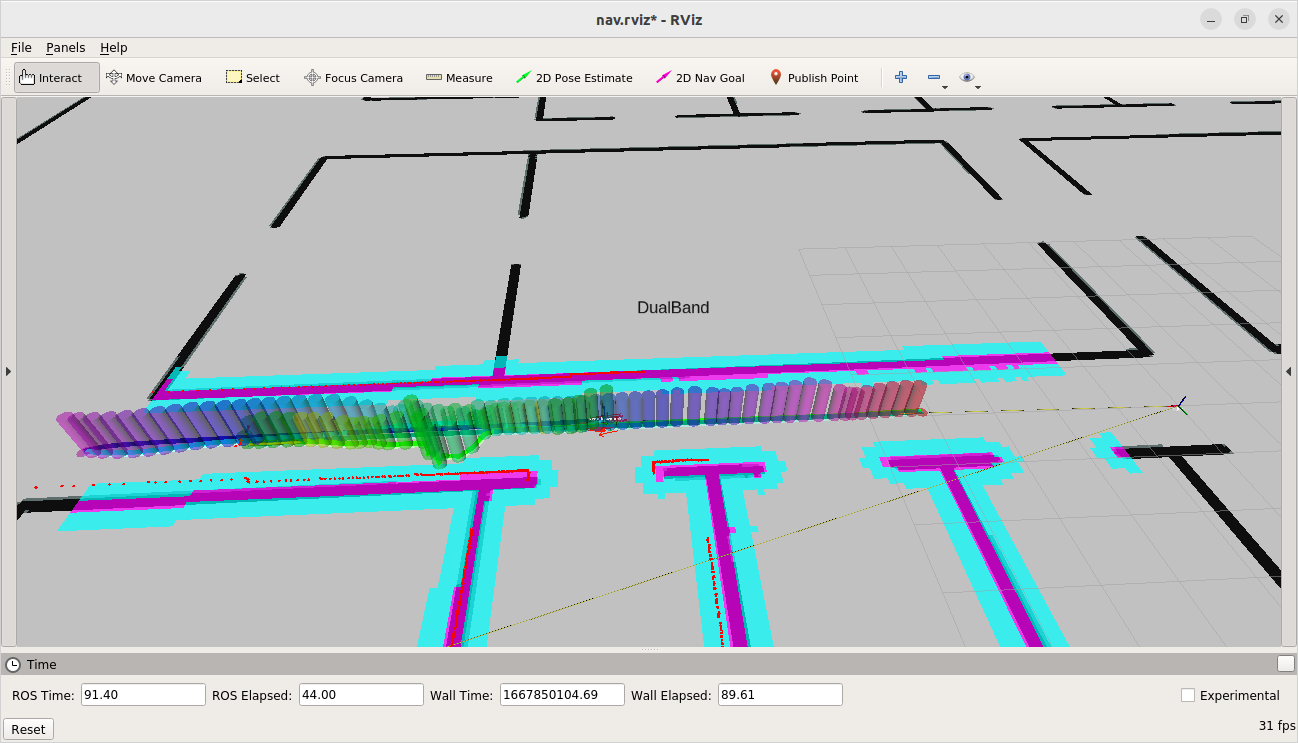 nav.rviz* - RViz
File Panels Help
Interact Move Camera Select Focus Camera Measure 2D Pose Estimate 2D Nav Goal Publish Point
DualBand
Time
ROS Time: 91.40 ROS Elapsed: 44.00 Wall Time: 1667850104.69 Wall Elapsed: 89.61 Experimental
Reset 31 fps